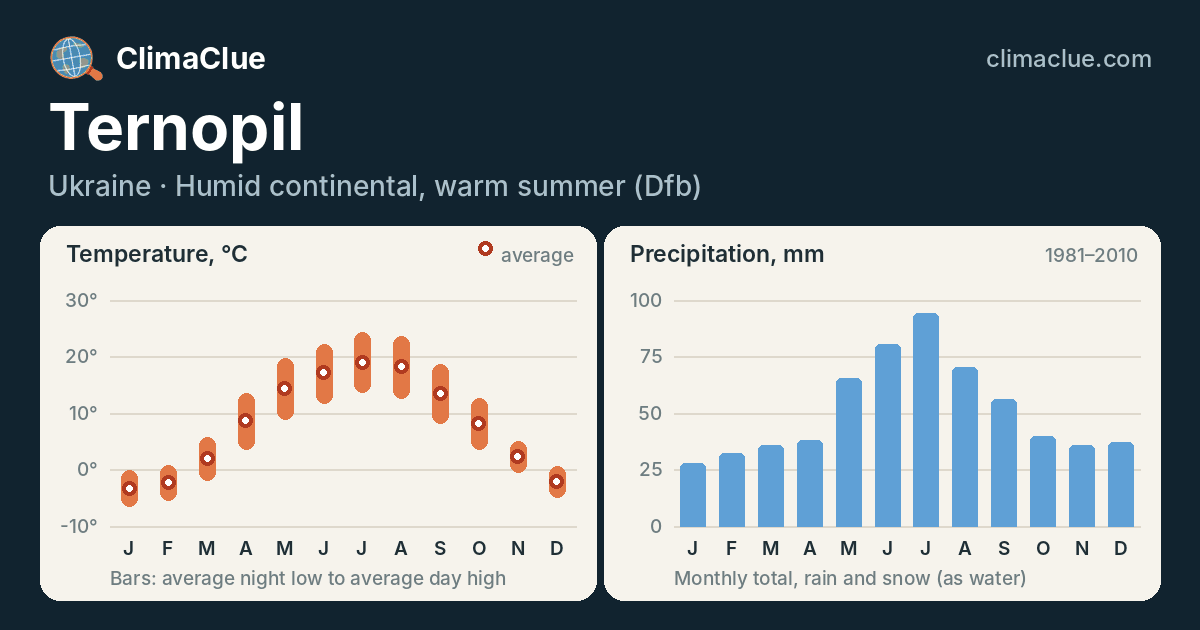 ClimaClue
climaclue.com
Ternopil
Ukraine · Humid continental, warm summer (Dfb)
Temperature, °C
average
30°
20°
10°
0°
-10°
J F M A M J J A S O N D
Bars: average night low to average day high
Precipitation, mm
1981–2010
100
75
50
25
0
J F M A M J J A S O N D
Monthly total, rain and snow (as water)